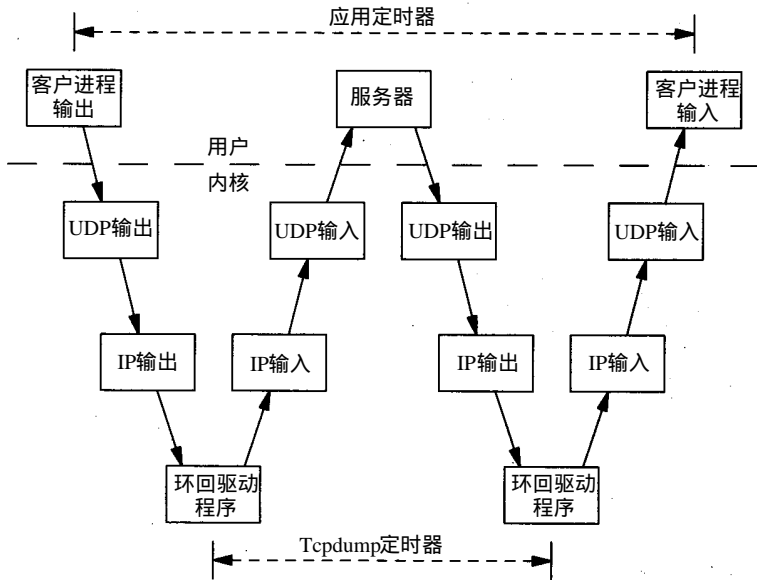 应用定时器
客户进程
输出
服务器
客户进程
输入
用户
内核
UDP输出
UDP输入
UDP输出
UDP输入
IP输出
IP输入
IP输出
IP输入
环回驱动
程序
环回驱动
程序
Tcpdump定时器